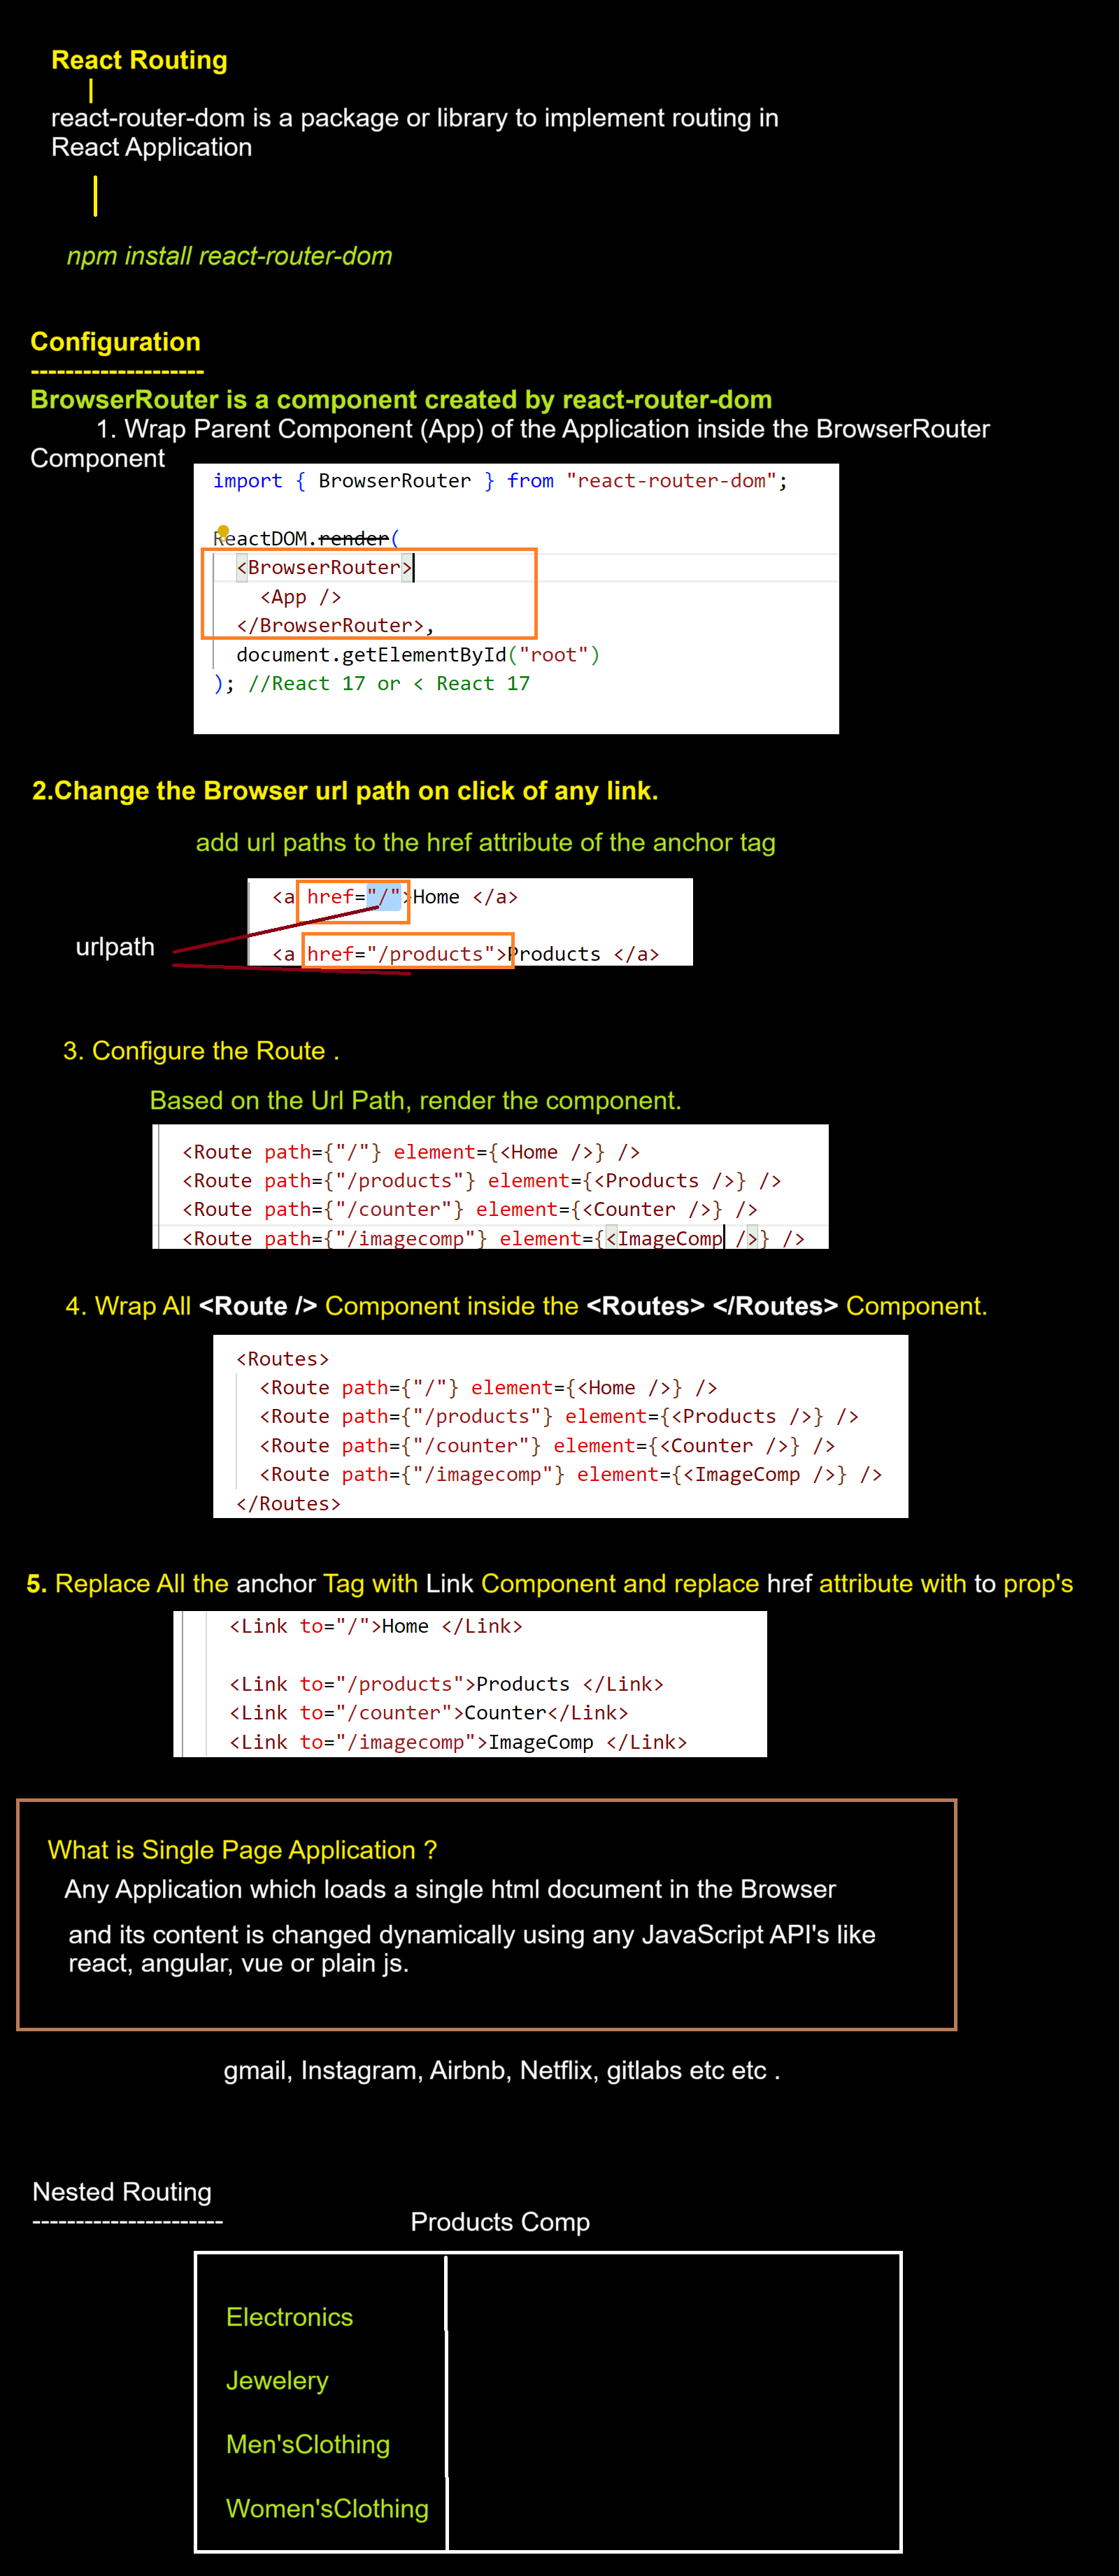 React Routing
react-router-dom is a package or library to implement routing in
React Application
npm install react-router-dom
Configuration
--------------------
BrowserRouter is a component created by react-router-dom
1. Wrap Parent Component (App) of the Application inside the BrowserRouter
Component
import { BrowserRouter } from "react-router-dom";
ReactDOM.render(
<BrowserRouter>
<App />
</BrowserRouter>,
document.getElementById("root")
); //React 17 or < React 17
2.Change the Browser url path on click of any link.
add url paths to the href attribute of the anchor tag
<a href="/">Home </a>
urlpath
<a href="/products">Products </a>
3. Configure the Route .
Based on the Url Path, render the component.
<Route path={"/"} element={<Home />} />
<Route path={"/products"} element={<Products />} />
<Route path={"/counter"} element={<Counter />} />
<Route path={"/imagecomp"} element={<ImageComp />} />
4. Wrap All <Route /> Component inside the <Routes> </Routes> Component.
<Routes>
<Route path={"/"} element={<Home />} />
<Route path={"/products"} element={<Products />} />
<Route path={"/counter"} element={<Counter />} />
<Route path={"/imagecomp"} element={<ImageComp />} />
</Routes>
5. Replace All the anchor Tag with Link Component and replace href attribute with to prop's
<Link to="/">Home </Link>
<Link to="/products">Products </Link>
<Link to="/counter">Counter</Link>
<Link to="/imagecomp">ImageComp </Link>
What is Single Page Application ?
Any Application which loads a single html document in the Browser
and its content is changed dynamically using any JavaScript API's like
react, angular, vue or plain js.
gmail, Instagram, Airbnb, Netflix, gitlabs etc etc .
Nested Routing
----------------------
Products Comp
Electronics
Jewelery
Men'sClothing
Women'sClothing